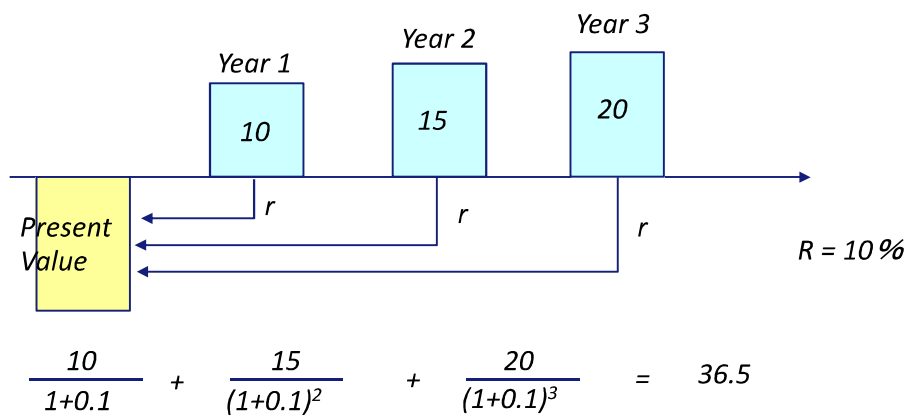 Year 1
Year 2
Year 3
10
15
20
r
r
r
Present
Value
R = 10%
10/1+0.1 + 15/(1+0.1)² + 20/(1+0.1)³ = 36.5